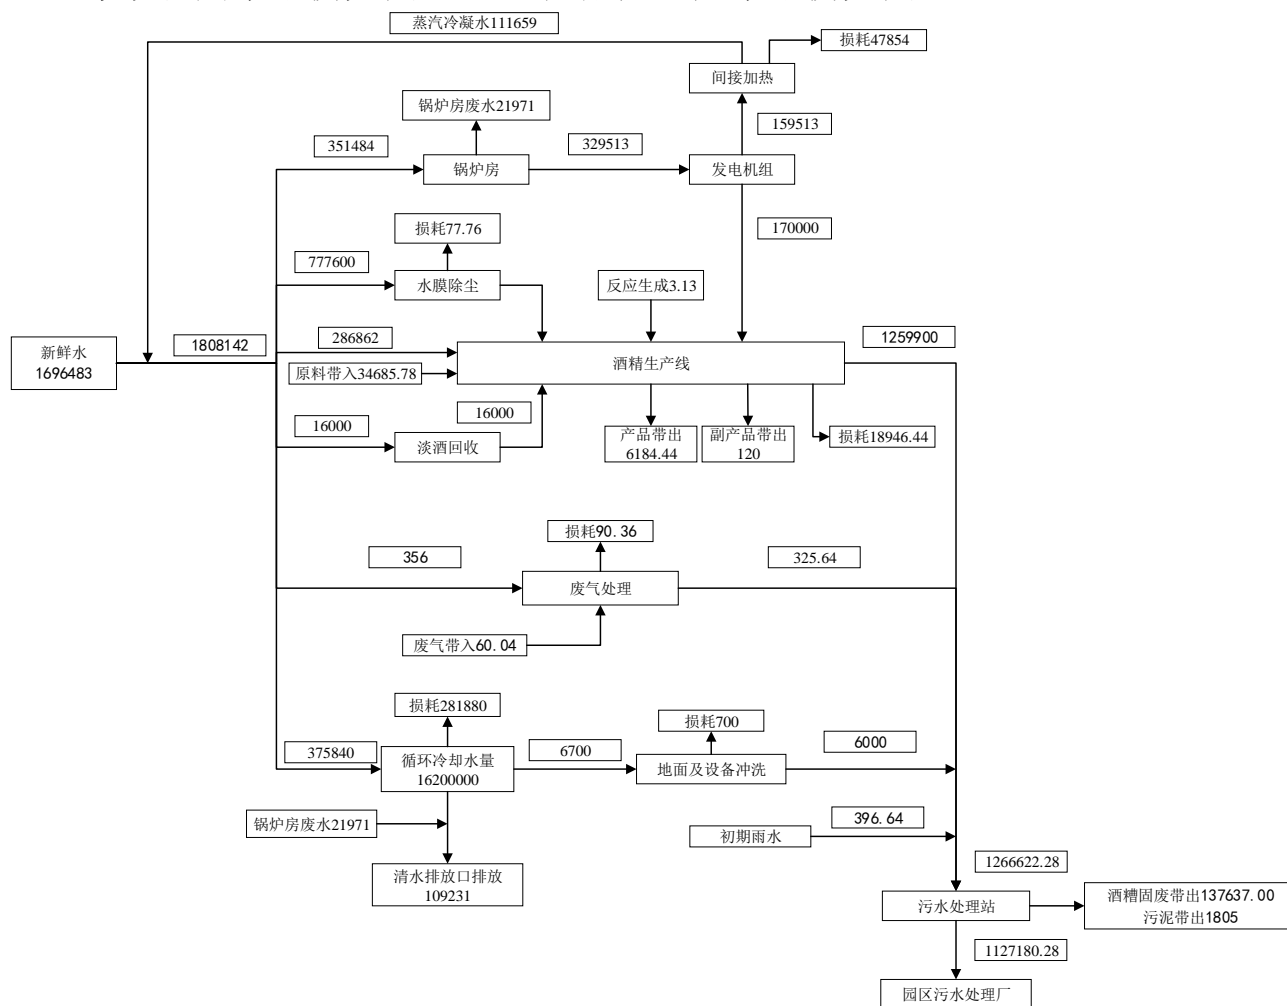 蒸汽冷凝水111659
损耗47854
间接加热
锅炉房废水21971
159513
351484
329513
锅炉房
发电机组
损耗77.76
170000
777600
水膜除尘
反应生成3.13
1808142
286862
1259900
新鲜水
1696483
酒精生产线
原料带入34685.78
16000
16000
淡酒回收
产品带出
6184.44
副产品带出
120
损耗18946.44
损耗90.36
356
325.64
废气处理
废气带入60.04
损耗281880
损耗700
375840
6700
6000
循环冷却水量
16200000
地面及设备冲洗
锅炉房废水21971
396.64
初期雨水
清水排放口排放
109231
1266622.28
污水处理站
酒糟固废带出137637.00
污泥带出1805
1127180.28
园区污水处理厂